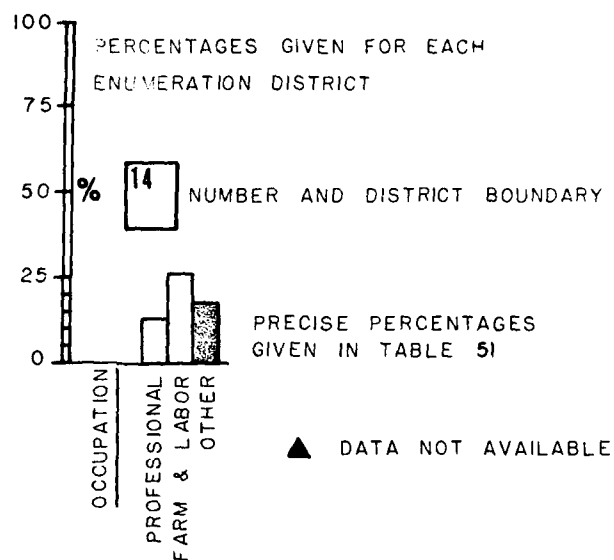 100
PERCENTAGES GIVEN FOR EACH
ENUMERATION DISTRICT
75
50
%
14
NUMBER AND DISTRICT BOUNDARY
25
PRECISE PERCENTAGES
GIVEN IN TABLE 51
0
OCCUPATION
PROFESSIONAL
FARM & LABOR
OTHER
▲ DATA NOT AVAILABLE